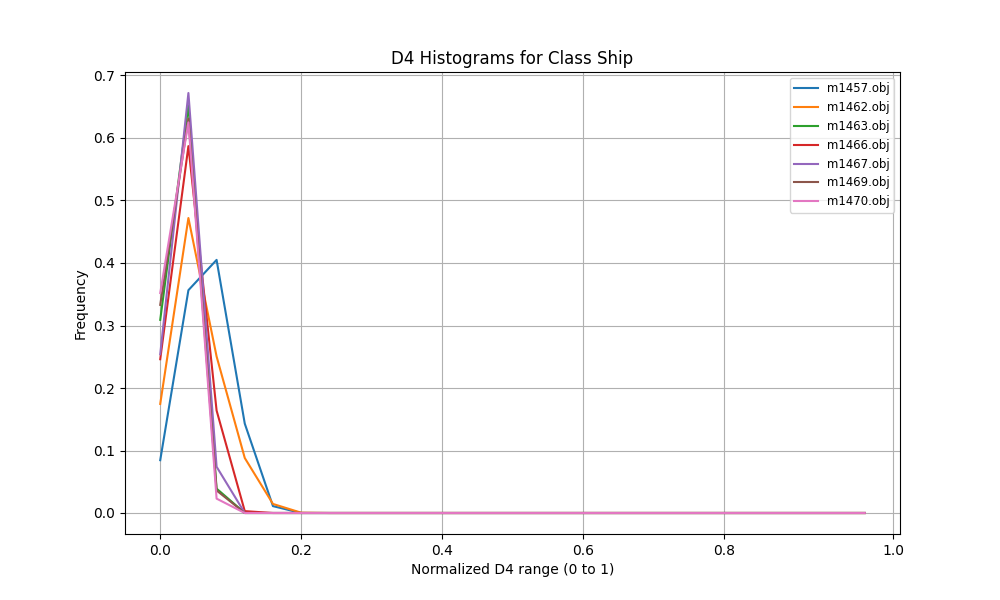 D4 Histograms for Class Ship
0.7
0.6
0.5
0.4
0.3
0.2
0.1
0.0
Frequency
m1457.obj
m1462.obj
m1463.obj
m1466.obj
m1467.obj
m1469.obj
m1470.obj
0.0 0.2 0.4 0.6 0.8 1.0
Normalized D4 range (0 to 1)